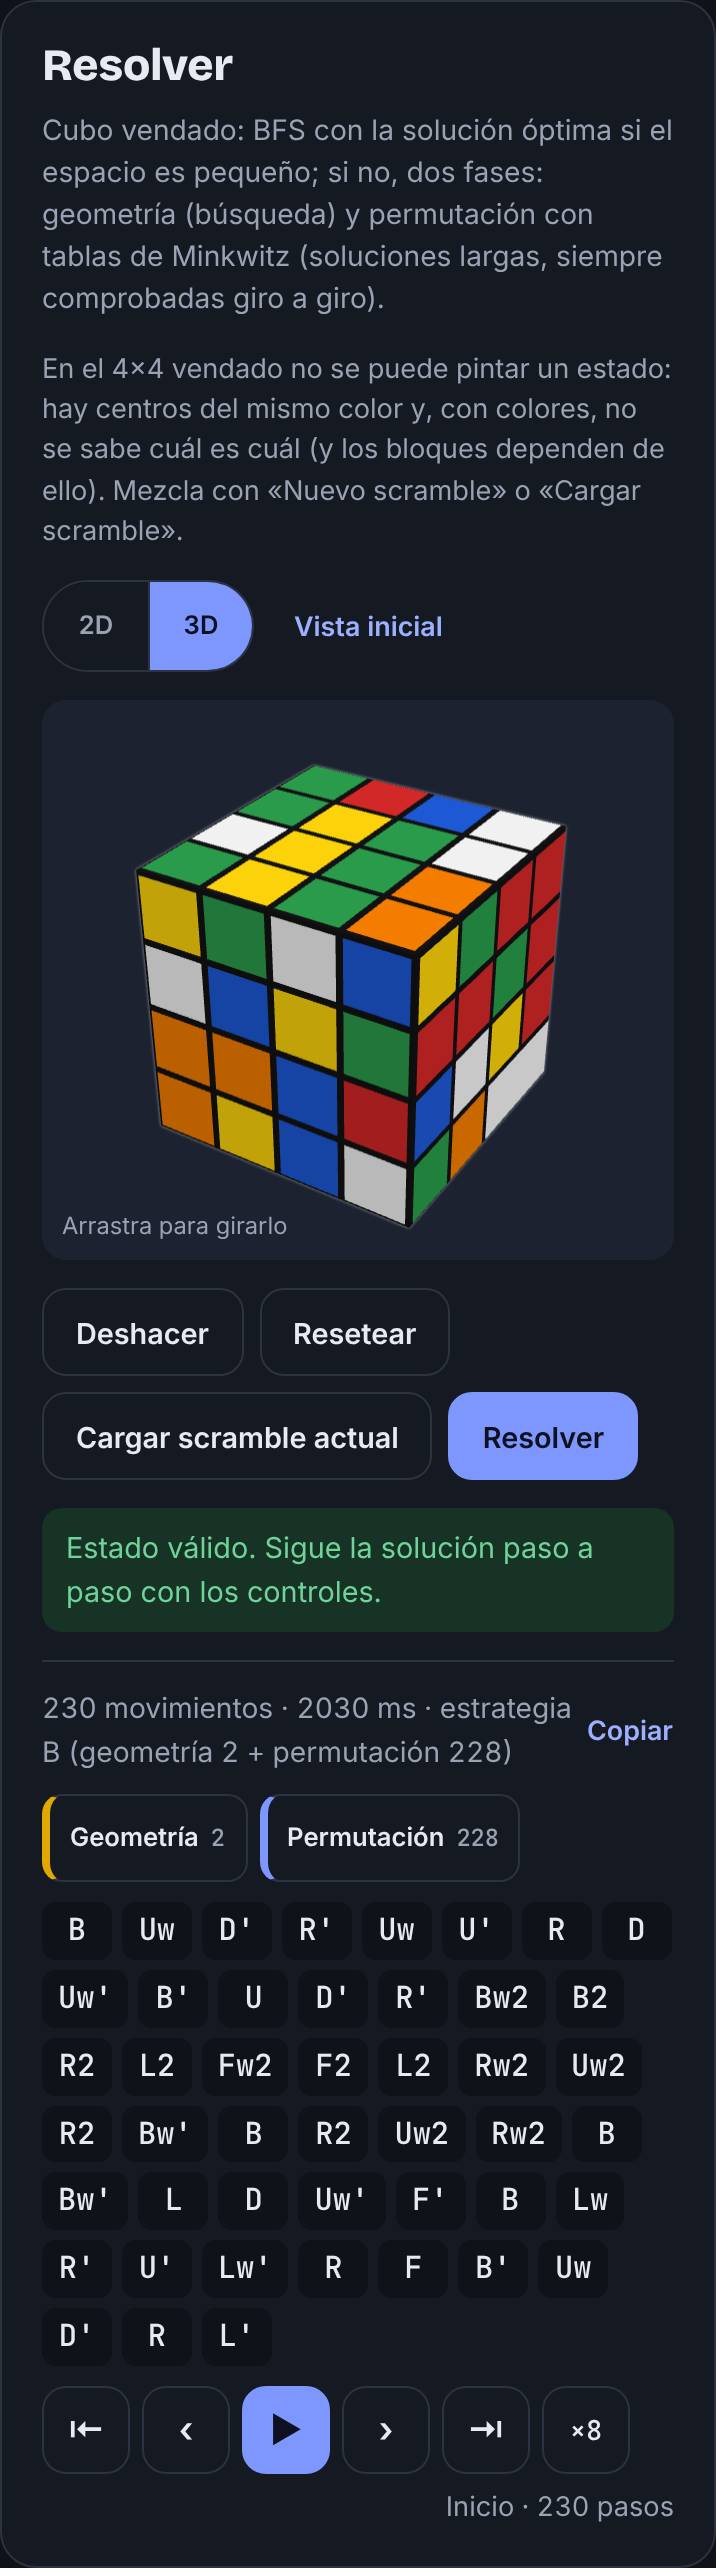 Resolver
Cubo vendado: BFS con la solución óptima si el
espacio es pequeño; si no, dos fases:
geometría (búsqueda) y permutación con
tablas de Minkwitz (soluciones largas, siempre
comprobadas giro a giro).
En el 4×4 vendado no se puede pintar un estado:
hay centros del mismo color y, con colores, no
se sabe cuál es cuál (y los bloques dependen de
ello). Mezcla con «Nuevo scramble» o «Cargar
scramble».
2D 3D Vista inicial
Arrastra para girarlo
Deshacer Resetear
Cargar scramble actual Resolver
Estado válido. Sigue la solución paso a
paso con los controles.
230 movimientos · 2030 ms · estrategia
B (geometría 2 + permutación 228)
Copiar
Geometría 2 Permutación 228
B Uw D' R' Uw U' R D
Uw' B' U D' R' Bw2 B2
R2 L2 Fw2 F2 L2 Rw2 Uw2
R2 Bw' B R2 Uw2 Rw2 B
Bw' L D Uw' F' B Lw
R' U' Lw' R F B' Uw
D' R L'
×8
Inicio · 230 pasos